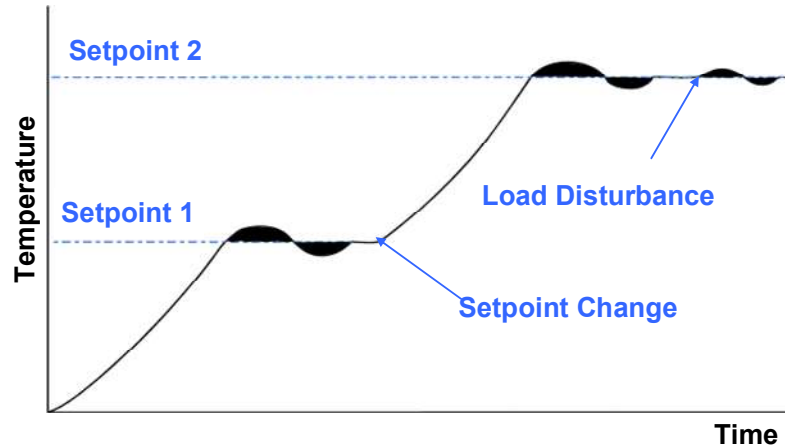 Setpoint 2
Temperature
Load Disturbance
Setpoint 1
Setpoint Change
Time